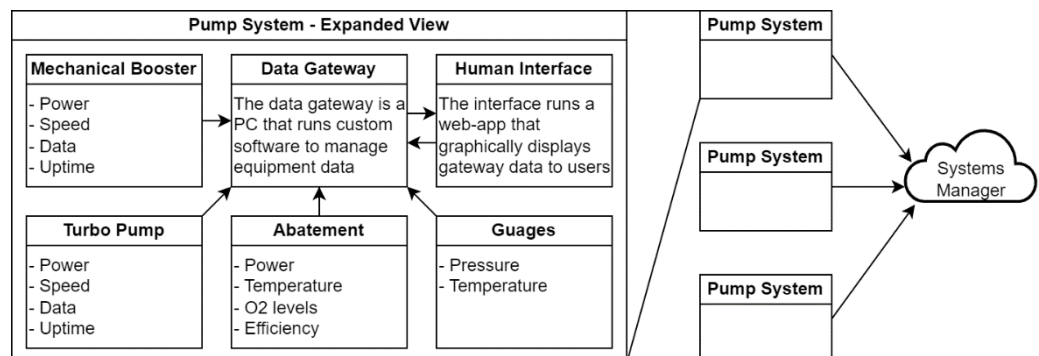 Pump System - Expanded View
Mechanical Booster
- Power
- Speed
- Data
- Uptime
Data Gateway
The data gateway is a
PC that runs custom
software to manage
equipment data
Human Interface
The interface runs a
web-app that
graphically displays
gateway data to users
Turbo Pump
- Power
- Speed
- Data
- Uptime
Abatement
- Power
- Temperature
- O2 levels
- Efficiency
Guages
- Pressure
- Temperature
Pump System
Pump System
Pump System
Systems
Manager